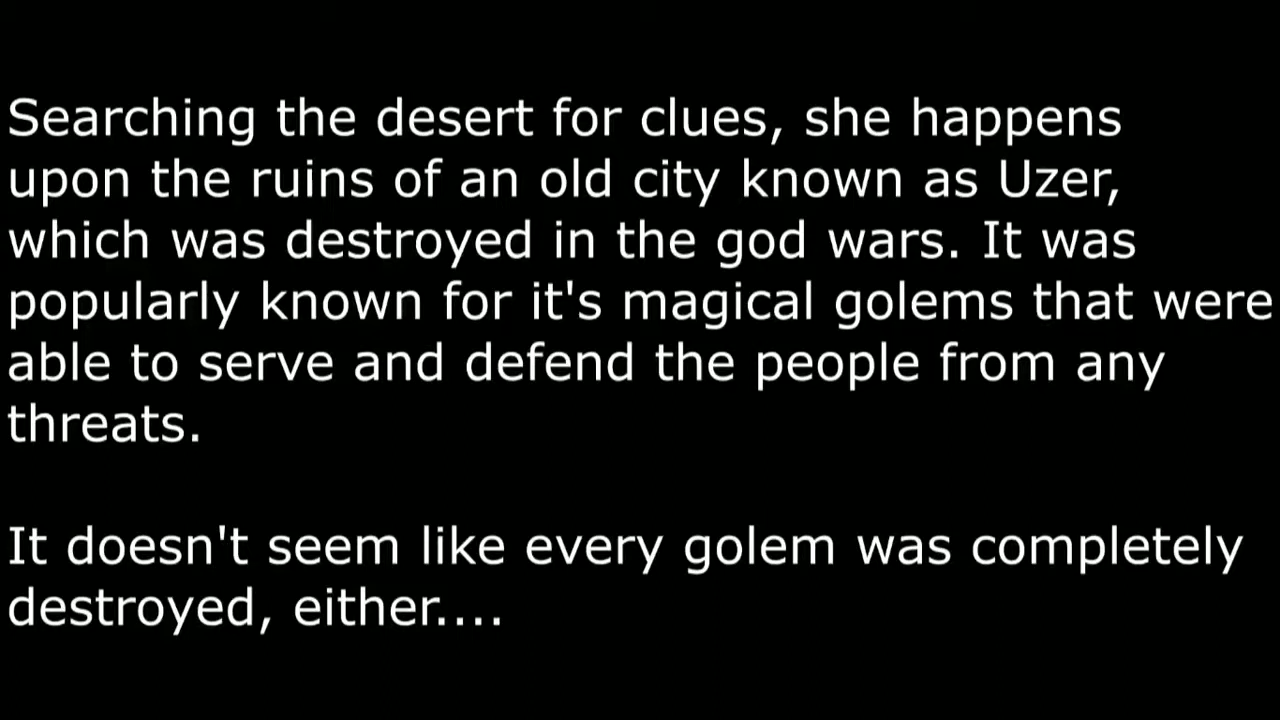 Searching the desert for clues, she happens
upon the ruins of an old city known as Uzer,
which was destroyed in the god wars. It was
popularly known for it's magical golems that were
able to serve and defend the people from any
threats.
It doesn't seem like every golem was completely
destroyed, either....